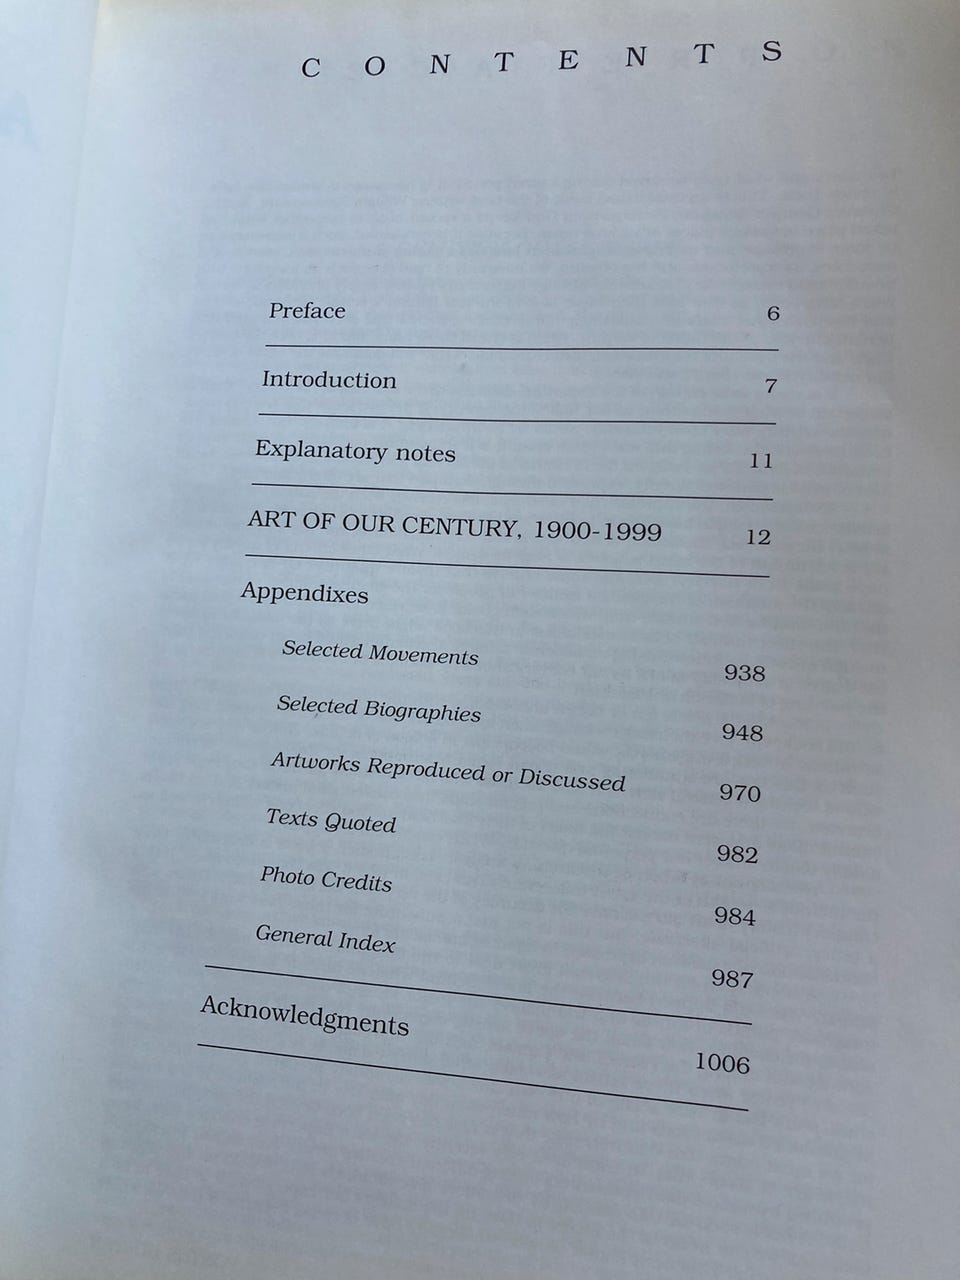 CONTENTS
Preface 6
Introduction 7
Explanatory notes 11
ART OF OUR CENTURY, 1900-1999 12
Appendixes
Selected Movements 938
Selected Biographies 948
Artworks Reproduced or Discussed 970
Texts Quoted 982
Photo Credits 984
General Index 987
Acknowledgments 1006